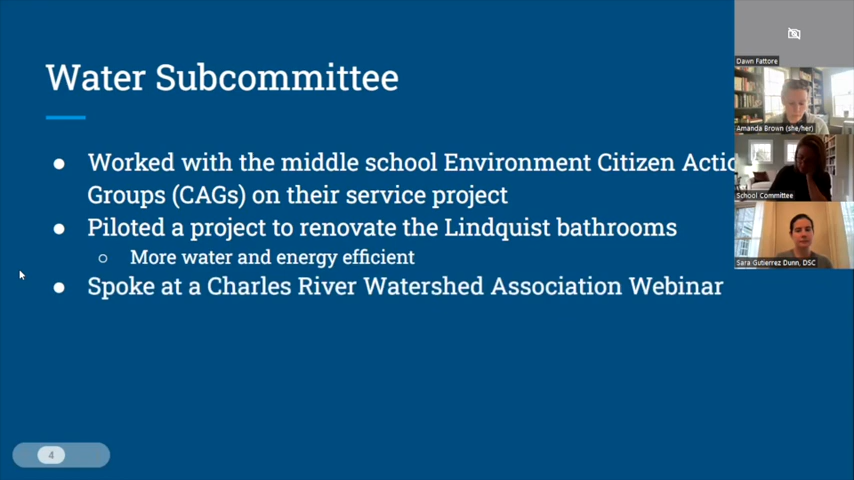 Water Subcommittee
● Worked with the middle school Environment Citizen Actio
Groups (CAGs) on their service project
● Piloted a project to renovate the Lindquist bathrooms
○ More water and energy efficient
● Spoke at a Charles River Watershed Association Webinar
4
Dawn Fattore
Amanda Brown (she/her)
School Committee
Sara Gutierrez Dunn, DSC